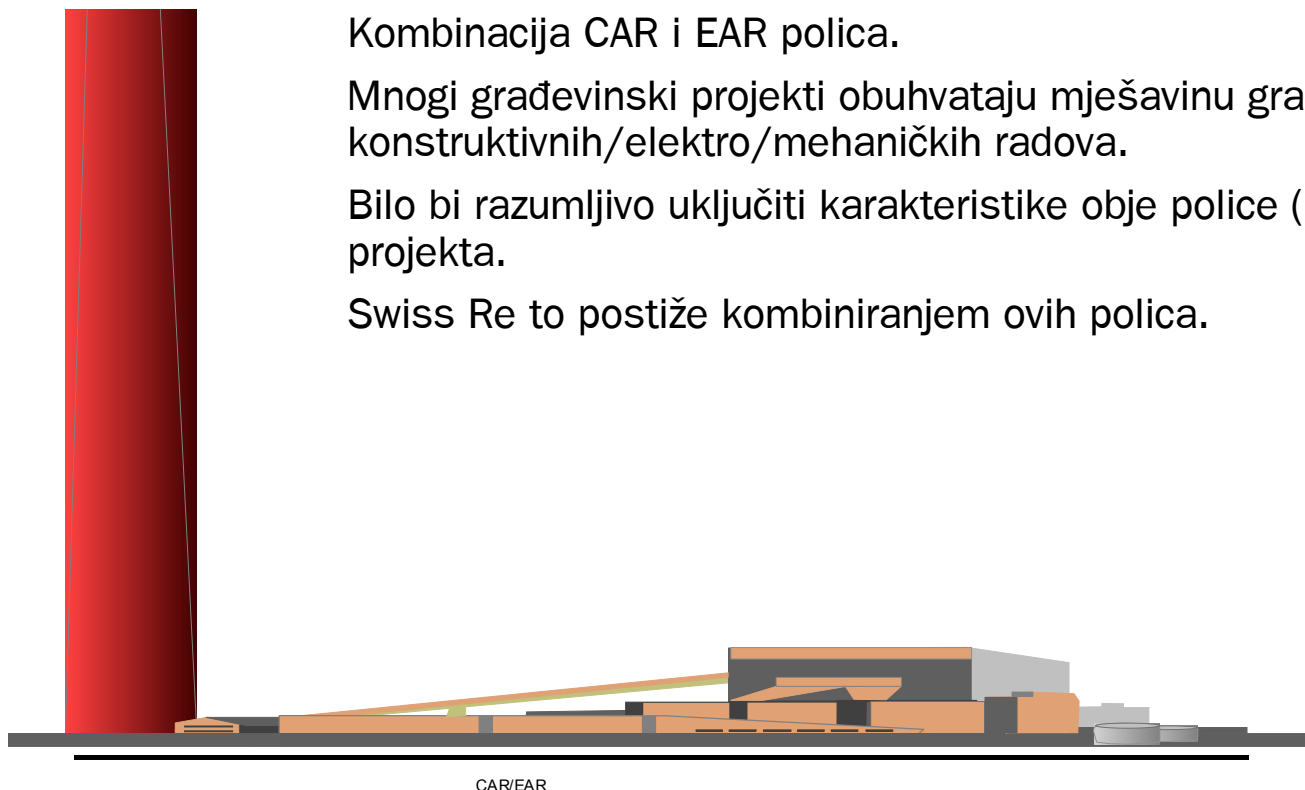 Kombinacija CAR i EAR polica.
Mnogi građevinski projekti obuhvataju mješavinu gra
konstruktivnih/elektro/mehaničkih radova.
Bilo bi razumljivo uključiti karakteristike obje police (
projekta.
Swiss Re to postiže kombiniranjem ovih polica.
CAR/EAR